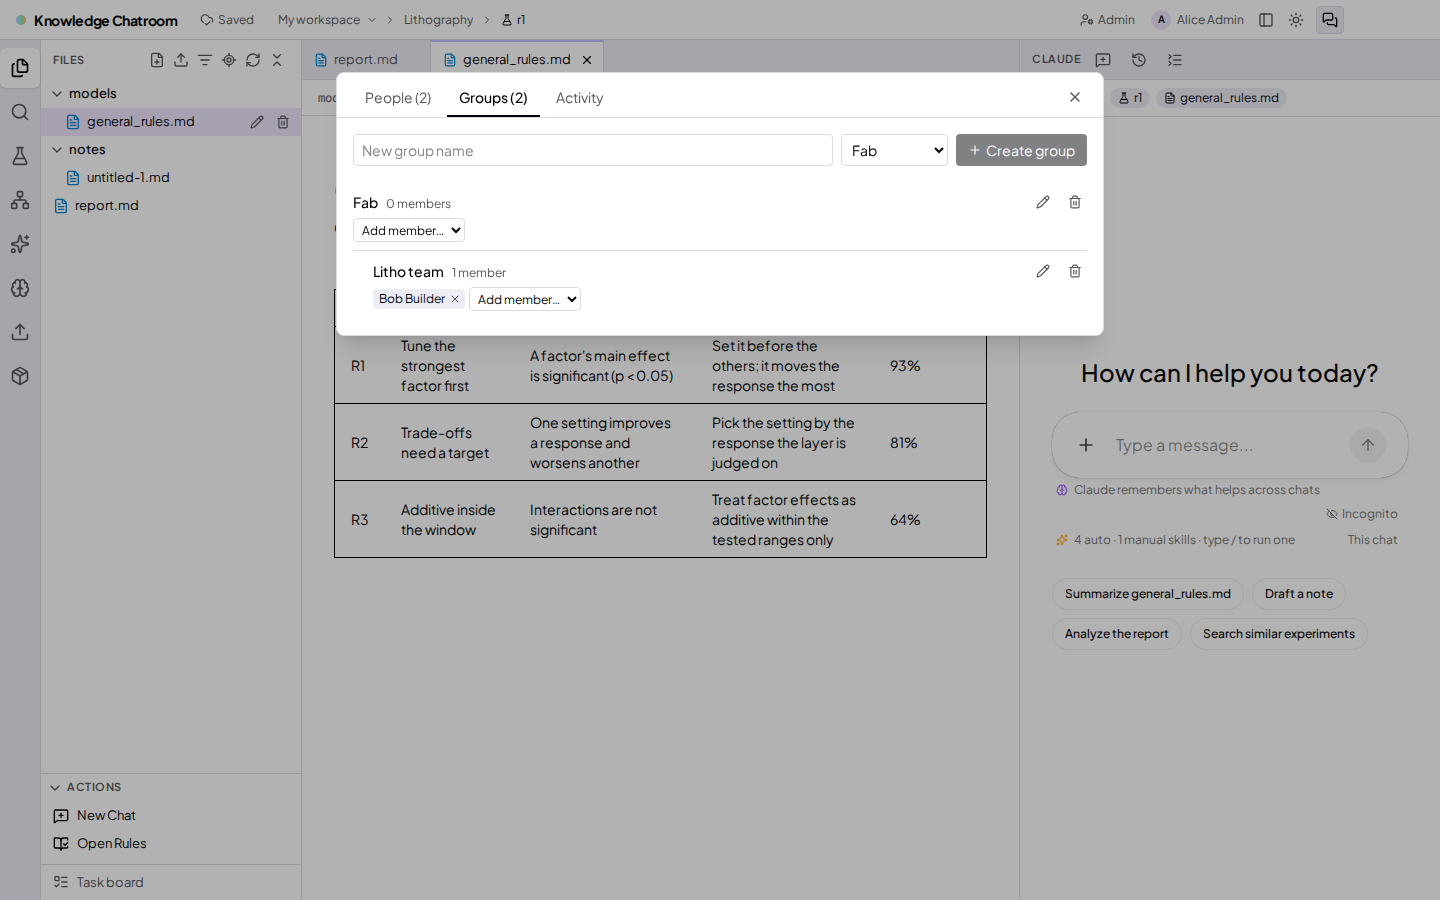 Knowledge Chatroom
Saved
My workspace
Lithography
r1
Admin
A
Alice Admin
FILES
models
general_rules.md
notes
untitled-1.md
report.md
ACTIONS
New Chat
Open Rules
Task board
report.md
general_rules.md
People (2)
Groups (2)
Activity
New group name
Fab
+ Create group
Fab 0 members
Add member...
Litho team 1 member
Bob Builder
Add member...
R1
Tune the
strongest
factor first
A factor's main effect
is significant (p < 0.05)
Set it before the
others; it moves the
response the most
93%
R2
Trade-offs
need a target
One setting improves
a response and
worsens another
Pick the setting by the
response the layer is
judged on
81%
R3
Additive inside
the window
Interactions are not
significant
Treat factor effects as
additive within the
tested ranges only
64%
CLAUDE
r1
general_rules.md
How can I help you today?
Type a message...
Claude remembers what helps across chats
Incognito
4 auto · 1 manual skills · type / to run one
This chat
Summarize general_rules.md
Draft a note
Analyze the report
Search similar experiments